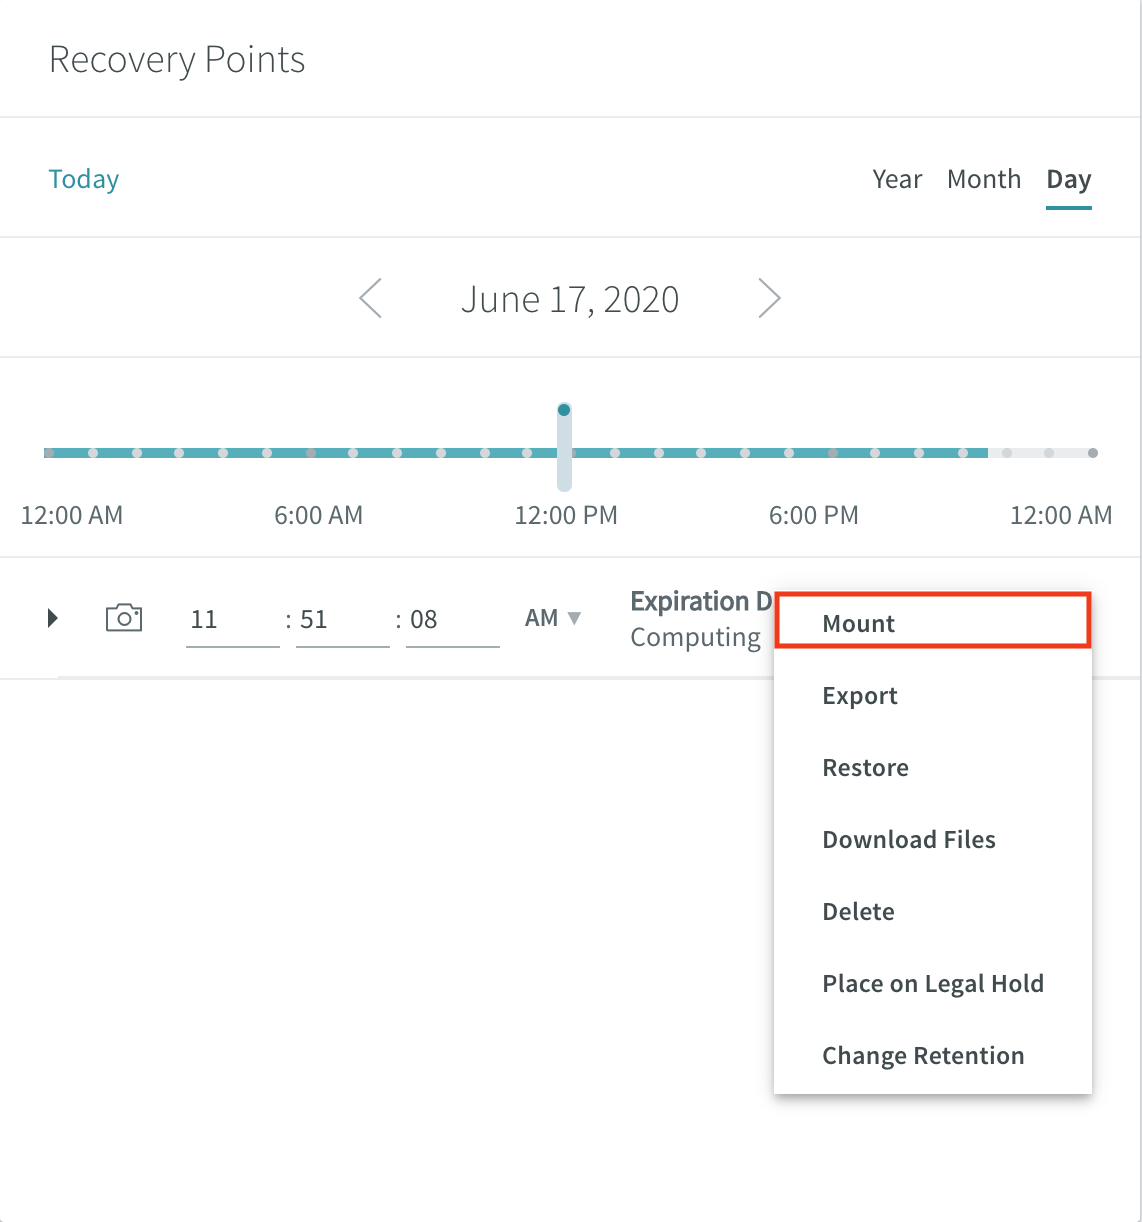 Recovery Points
Today
Year Month Day
June 17, 2020
12:00 AM 6:00 AM 12:00 PM 6:00 PM 12:00 AM
11 : 51 : 08 AM
Expiration D
Computing
Mount
Export
Restore
Download Files
Delete
Place on Legal Hold
Change Retention